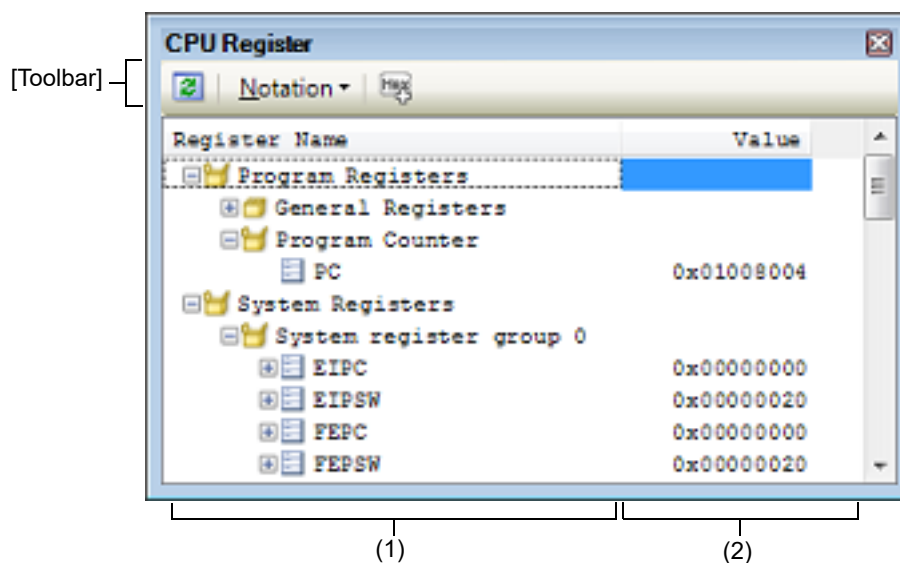 CPU Register
[Toolbar]
Notation
Hex
Register Name Value
Program Registers
General Registers
Program Counter
PC 0x01008004
System Registers
System register group 0
EIPC 0x00000000
EIPSW 0x00000020
FEPC 0x00000000
FEPSW 0x00000020
(1) (2)